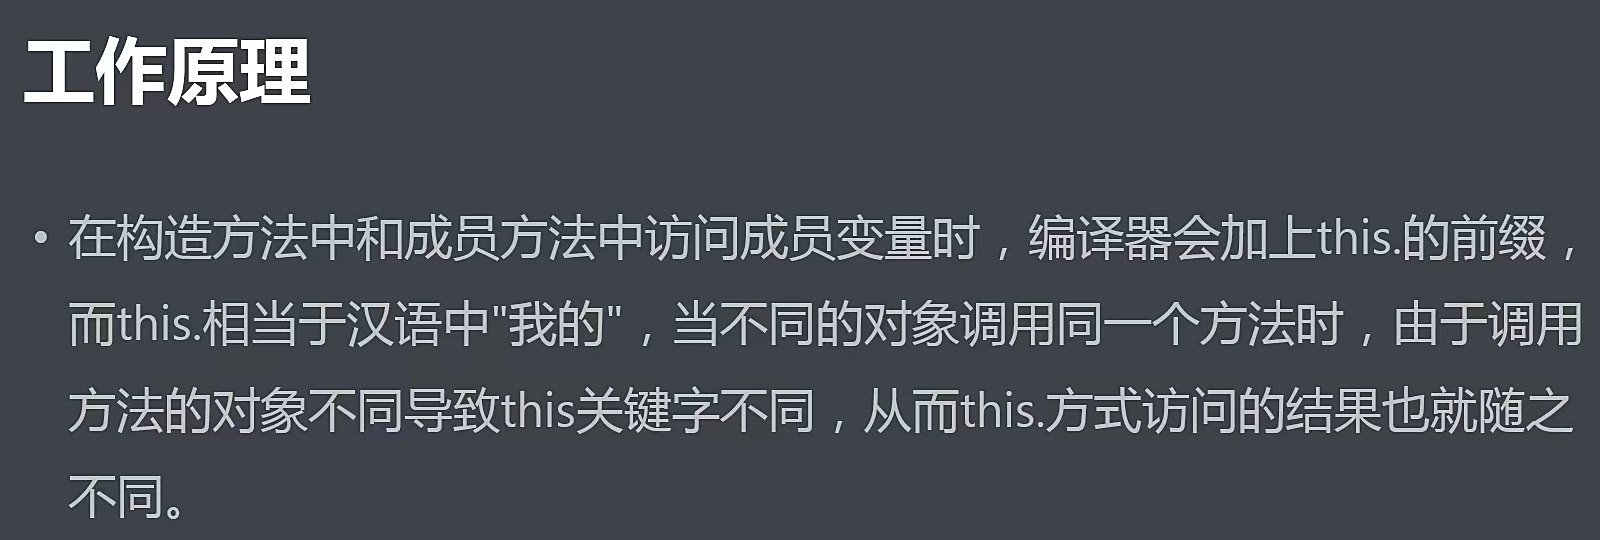 工作原理
• 在构造方法中和成员方法中访问成员变量时，编译器会加上this.的前缀，
而this.相当于汉语中"我的"，当不同的对象调用同一个方法时，由于调用
方法的对象不同导致this关键字不同，从而this.方式访问的结果也就随之
不同。